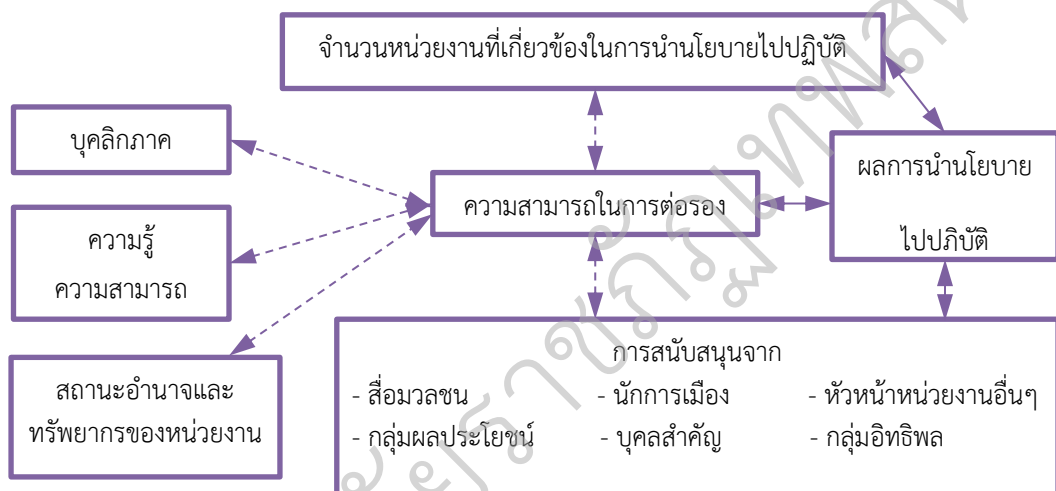 จำนวนหน่วยงานที่เกี่ยวข้องในการนำนโยบายไปปฏิบัติ
บุคลิกภาค
ความรู้
ความสามารถ
สถานะอำนาจและ
ทรัพยากรของหน่วยงาน
ความสามารถในการต่อรอง
ผลการนำนโยบาย
ไปปภิบัติ
การสนับสนุนจาก
- สื่อมวลชน - นักการเมือง - หัวหน้าหน่วยงานอื่นๆ
- กลุ่มผลประโยชน์ - บุคลสำคัญ - กลุ่มอิทธิพล